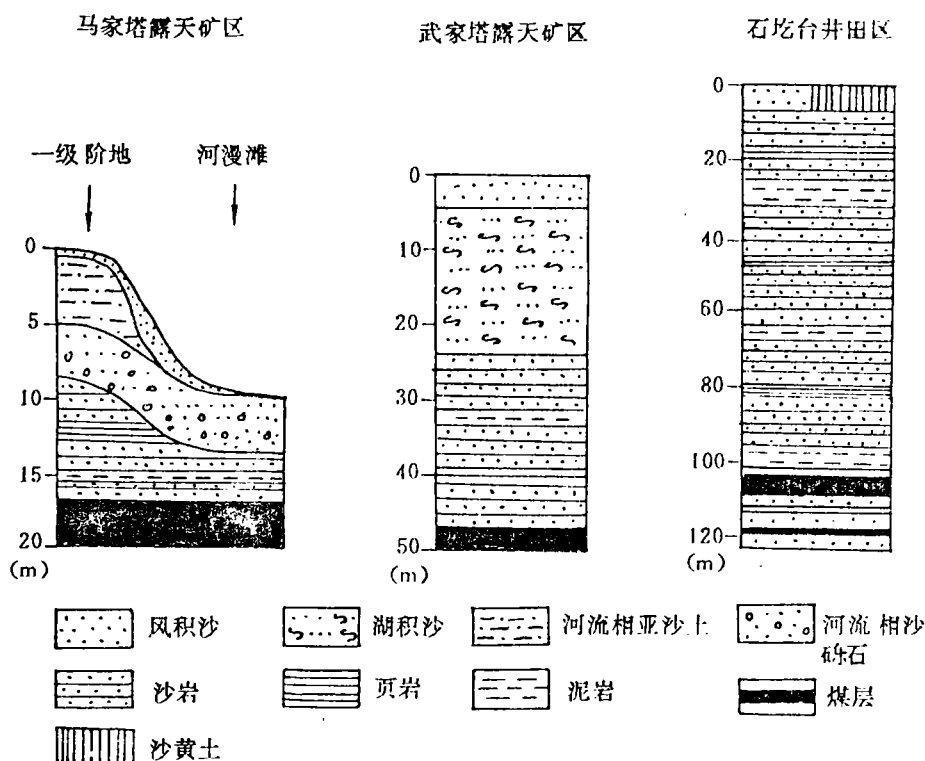 马家塔露天矿区
武家塔露天矿区
石圪台井田区
一级阶地
河漫滩
0
5
10
15
20
(m)
0
10
20
30
40
50
(m)
0
20
40
60
80
100
120
(m)
风积沙
湖积沙
河流相亚沙土
河流相沙
砾石
沙岩
页岩
泥岩
煤层
沙黄土